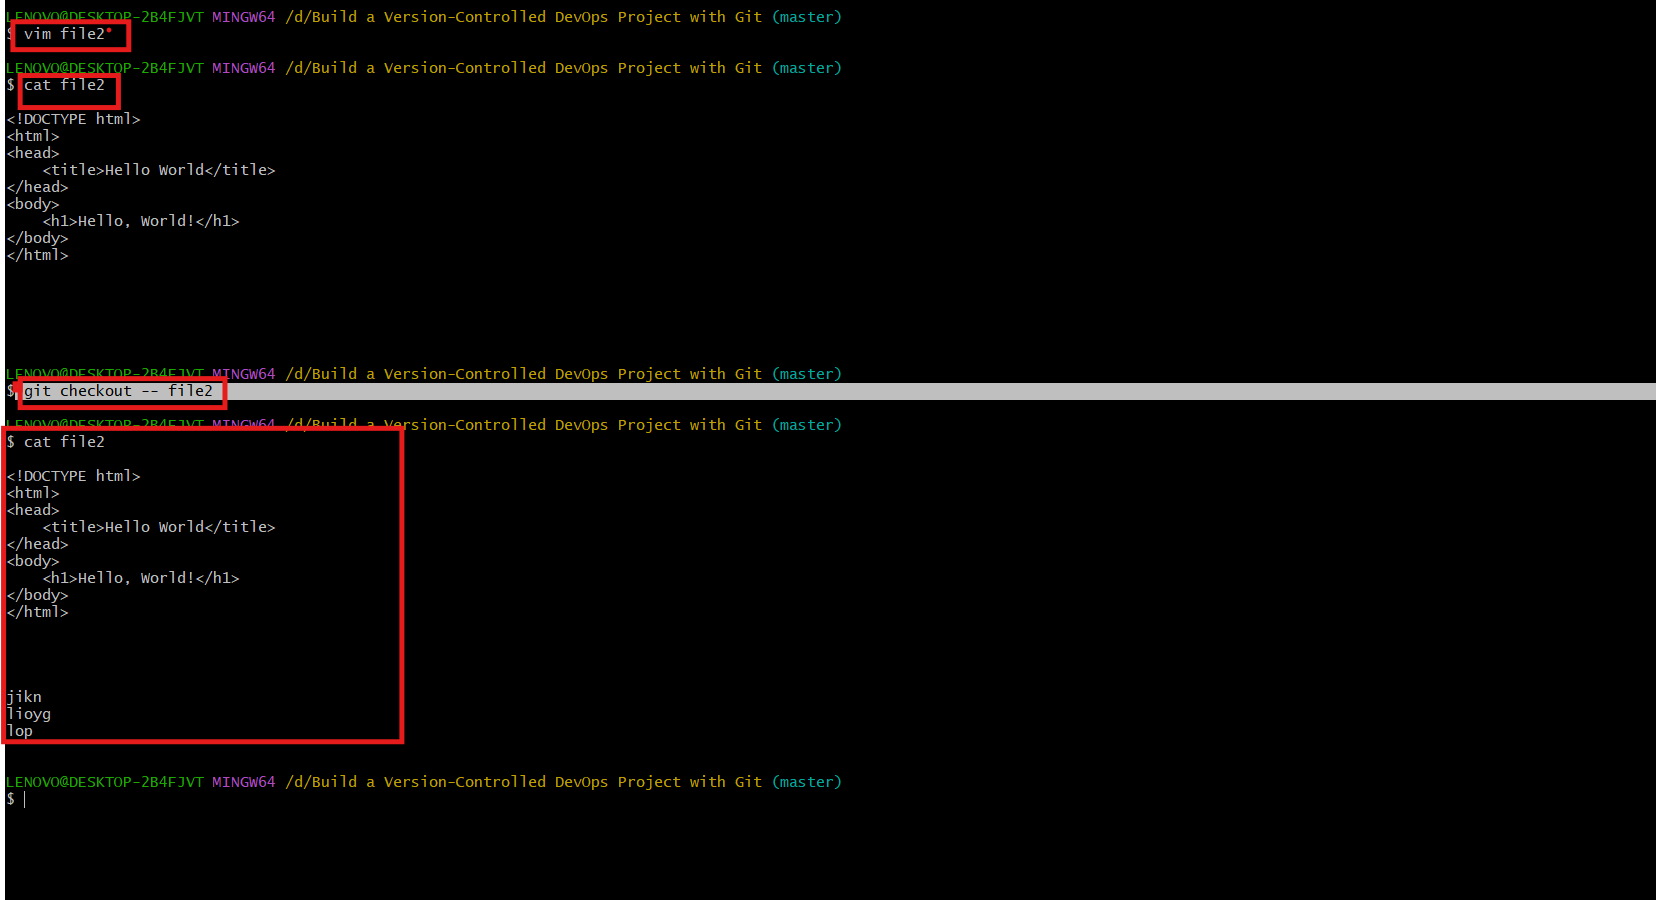 LENOVO@DESKTOP-2B4FJVT MINGW64 /d/Build a Version-Controlled DevOps Project with Git (master)
$ vim file2
LENOVO@DESKTOP-2B4FJVT MINGW64 /d/Build a Version-Controlled DevOps Project with Git (master)
$ cat file2
<!DOCTYPE html>
<html>
<head>
    <title>Hello World</title>
</head>
<body>
    <h1>Hello, World!</h1>
</body>
</html>
LENOVO@DESKTOP-2B4FJVT MINGW64 /d/Build a Version-Controlled DevOps Project with Git (master)
$ git checkout -- file2
LENOVO@DESKTOP-2B4FJVT MINGW64 /d/Build a Version-Controlled DevOps Project with Git (master)
$ cat file2
<!DOCTYPE html>
<html>
<head>
    <title>Hello World</title>
</head>
<body>
    <h1>Hello, World!</h1>
</body>
</html>
jikn
lioyg
lop
LENOVO@DESKTOP-2B4FJVT MINGW64 /d/Build a Version-Controlled DevOps Project with Git (master)
$